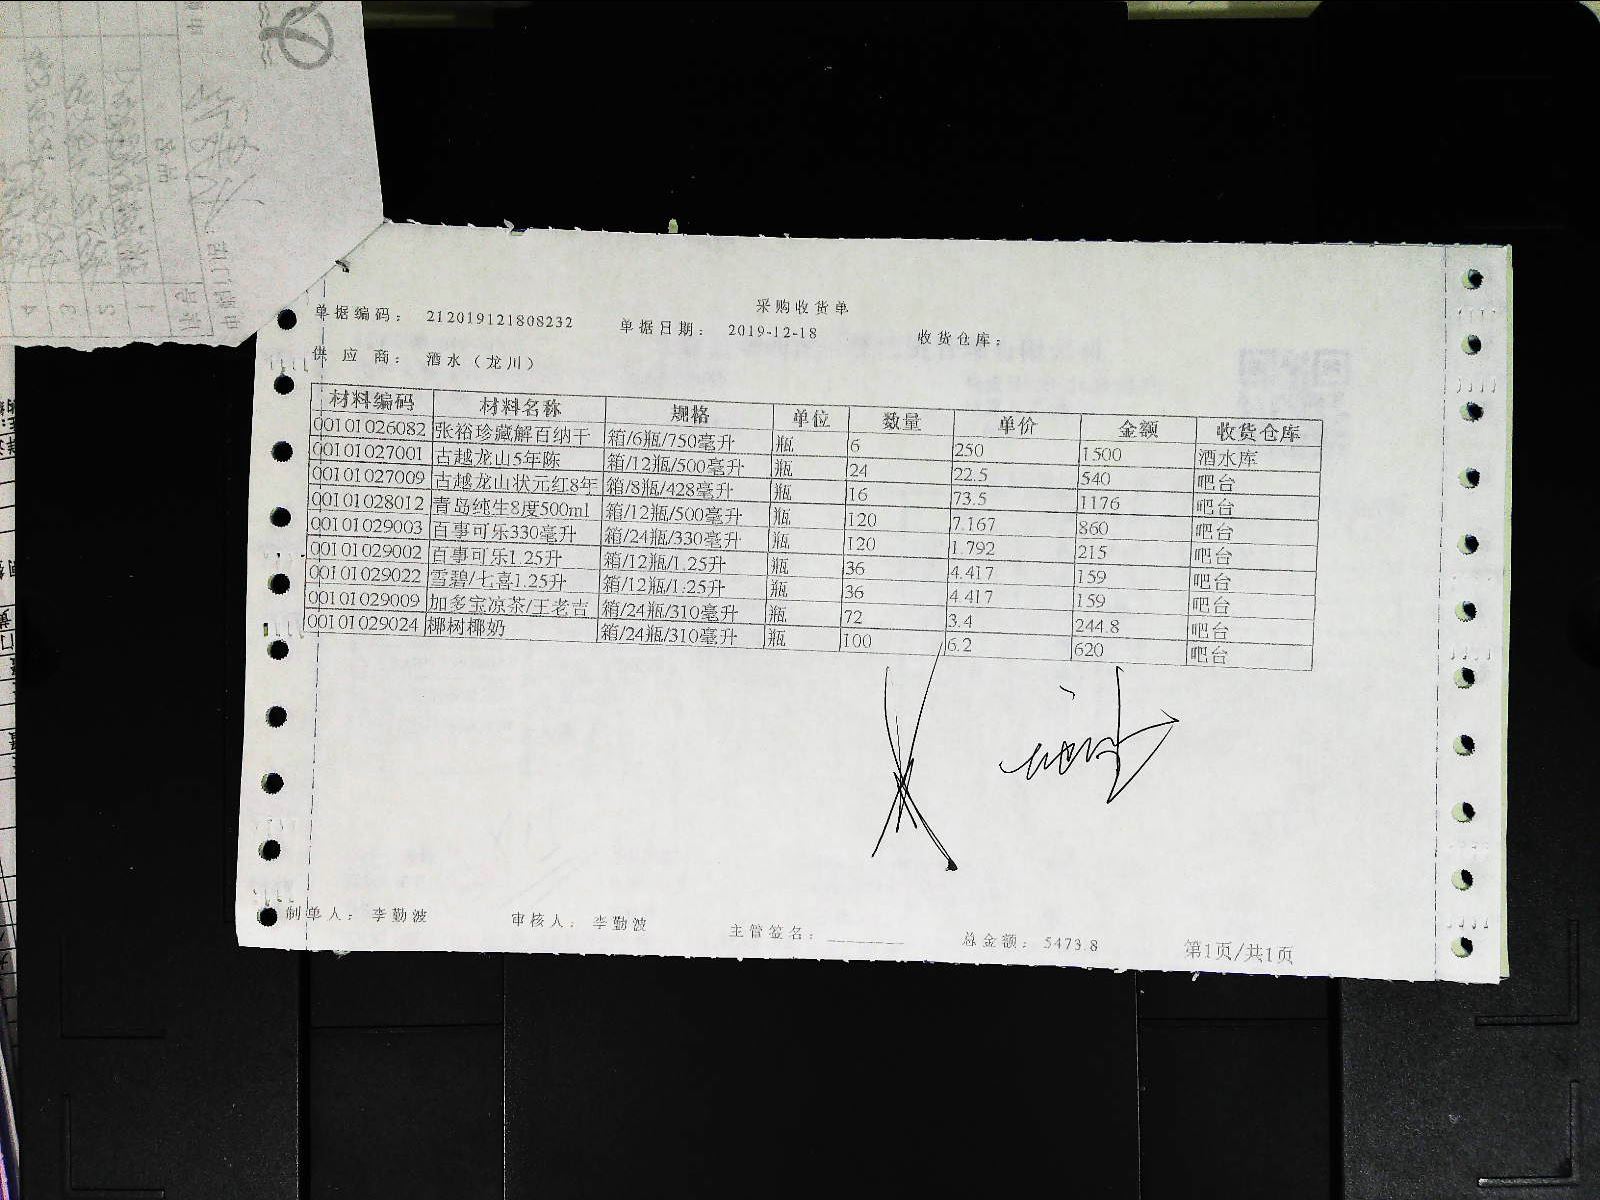 采购收货单
单据编码： 212019121808232 单据日期： 2019-12-18 收货仓库：
供 应 商： 酒水（龙川）
材料编码 材料名称 规格 单位 数量 单价 金额 收货仓库
00101026082 张裕珍藏解百纳干 箱/6瓶/750毫升 瓶 6 250 1500 酒水库
00101027001 古越龙山5年陈 箱/12瓶/500毫升 瓶 24 22.5 540 吧台
00101027009 古越龙山状元红8年 箱/8瓶/428毫升 瓶 16 73.5 1176 吧台
00101028012 青岛纯生8度500ml 箱/12瓶/500毫升 瓶 120 7.167 860 吧台
00101029003 百事可乐330毫升 箱/24瓶/330毫升 瓶 120 1.792 215 吧台
00101029002 百事可乐1.25升 箱/12瓶/1.25升 瓶 36 4.417 159 吧台
00101029022 雪碧/七喜1.25升 箱/12瓶/1.25升 瓶 36 4.417 159 吧台
00101029009 加多宝凉茶/王老吉 箱/24瓶/310毫升 瓶 72 3.4 244.8 吧台
00101029024 椰树椰奶 箱/24瓶/310毫升 瓶 100 6.2 620 吧台
制单人： 李勤波 审核人： 李勤波 主管签名： 总金额： 5473.8 第1页/共1页